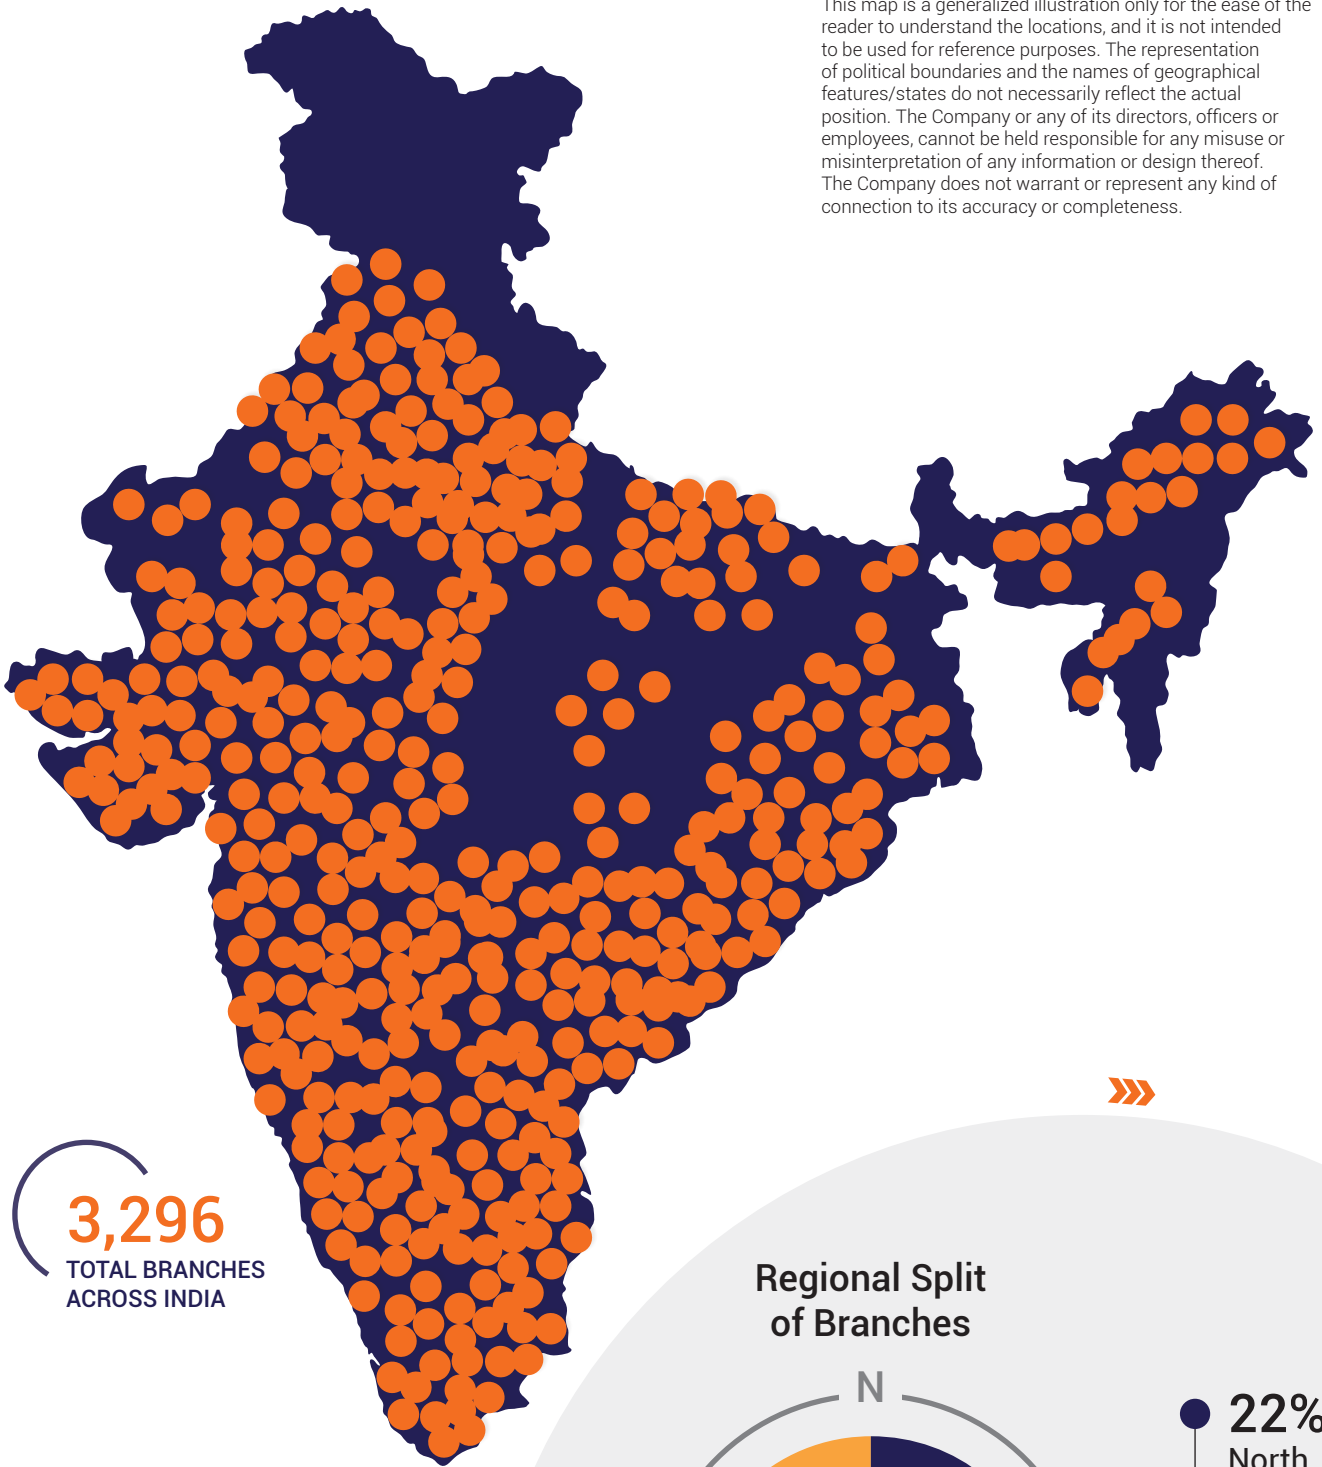 This map is a generalized illustration only for the ease of the
reader to understand the locations, and it is not intended
to be used for reference purposes. The representation
of political boundaries and the names of geographical
features/states do not necessarily reflect the actual
position. The Company or any of its directors, officers or
employees, cannot be held responsible for any misuse or
misinterpretation of any information or design thereof.
The Company does not warrant or represent any kind of
connection to its accuracy or completeness.
3,296
TOTAL BRANCHES
ACROSS INDIA
Regional Split
of Branches
N
22%
North